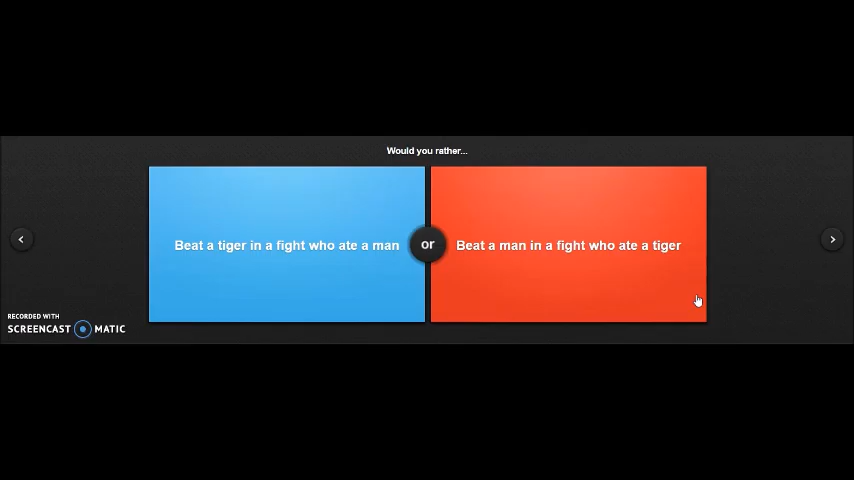 Would you rather...
Beat a tiger in a fight who ate a man
or
Beat a man in a fight who ate a tiger
RECORDED WITH
SCREENCAST MATIC